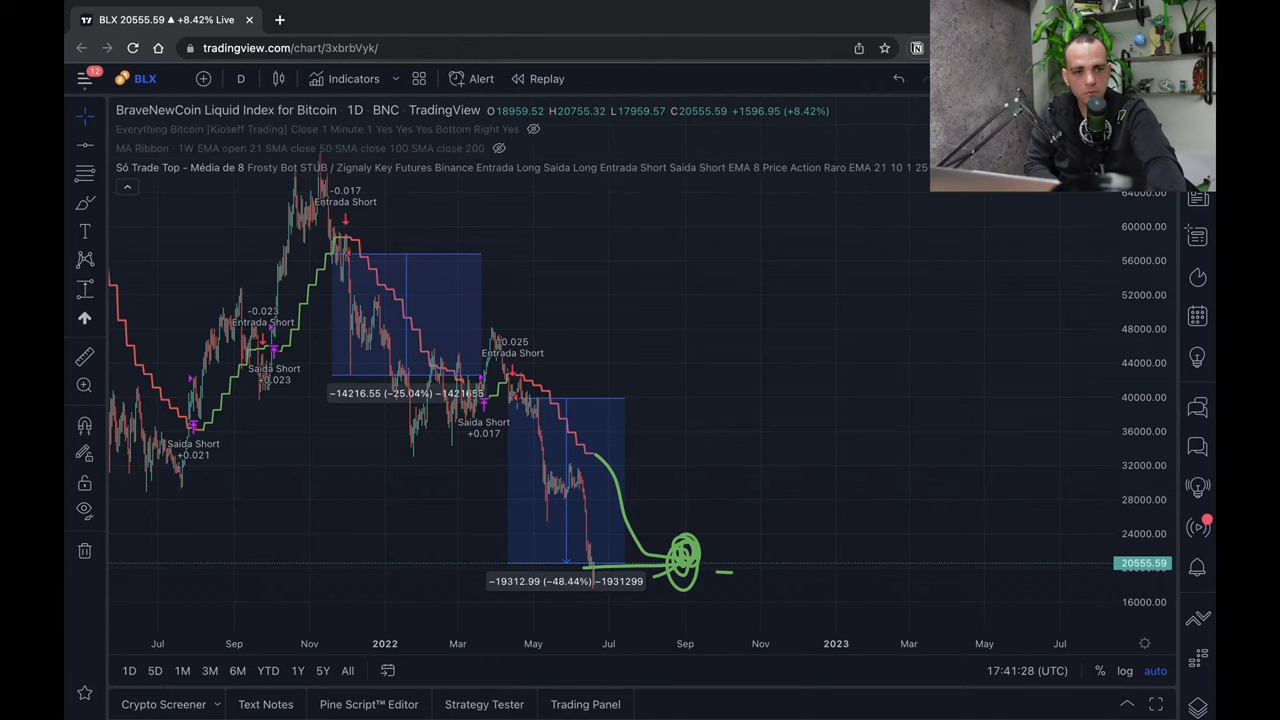 BLX 20555.59 ▲ +8.42% Live
tradingview.com/chart/3xbrbVyk/
12
BLX
D
Indicators
Alert
Replay
BraveNewCoin Liquid Index for Bitcoin · 1D · BNC · TradingView
O18959.52 H20755.32 L17959.57 C20555.59 +1596.95 (+8.42%)
Everything Bitcoin [Kioseff Trading] Close 1 Minute 1 Yes Yes Yes Bottom Right Yes
MA Ribbon · 1W EMA open 21 SMA close 50 SMA close 100 SMA close 200
Só Trade Top - Média de 8 Frosty Bot STUB / Zignaly Key Futures Binance Entrada Long Saida Long Entrada Short Saida Short EMA 8 Price Action Raro EMA 21 10 1 25
-0.017
Entrada Short
-0.023
Entrada Short
Saida Short
+0.023
Saida Short
+0.021
−14216.55 (−25.04%) −1421655
-0.025
Entrada Short
Saida Short
+0.017
−19312.99 (−48.44%) −1931299
64000.00
60000.00
56000.00
52000.00
48000.00
44000.00
40000.00
36000.00
32000.00
28000.00
24000.00
20555.59
16000.00
Jul Sep Nov 2022 Mar May Jul Sep Nov 2023 Mar May Jul
1D 5D 1M 3M 6M YTD 1Y 5Y All
17:41:28 (UTC) % log auto
Crypto Screener Text Notes Pine Script™ Editor Strategy Tester Trading Panel